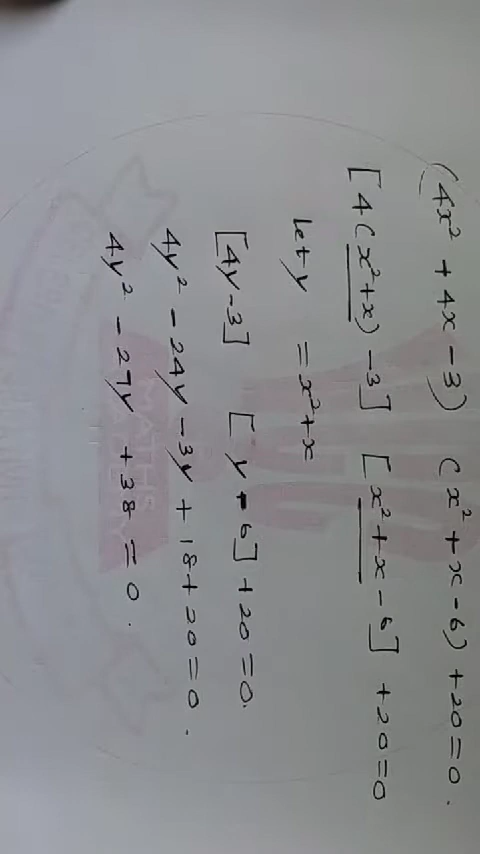 (4x² + 4x - 3) (x² + x - 6) + 20 = 0.
[4(x² + x) - 3] [x² + x - 6] + 20 = 0
let y = x² + x
[4y - 3] [y - 6] + 20 = 0.
4y² - 24y - 3y + 18 + 20 = 0.
4y² - 27y + 38 = 0.
MATHS